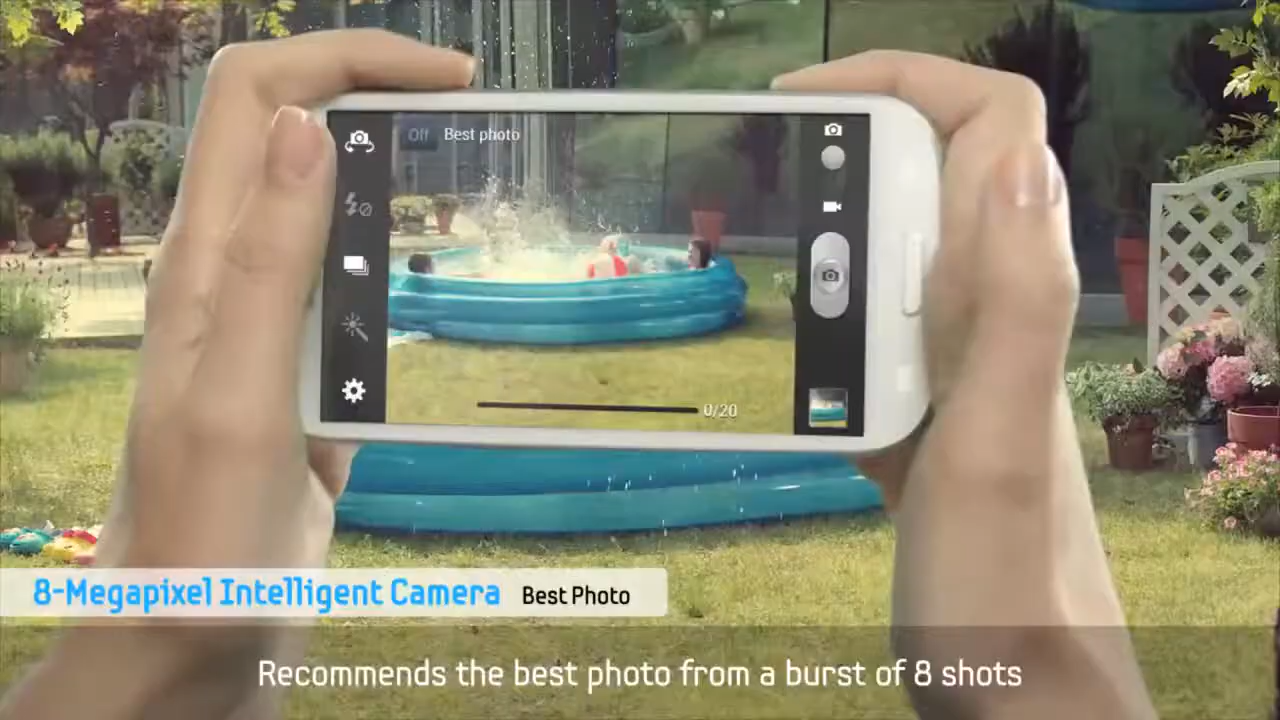 Off Best photo
0/20
8-Megapixel Intelligent Camera Best Photo
Recommends the best photo from a burst of 8 shots